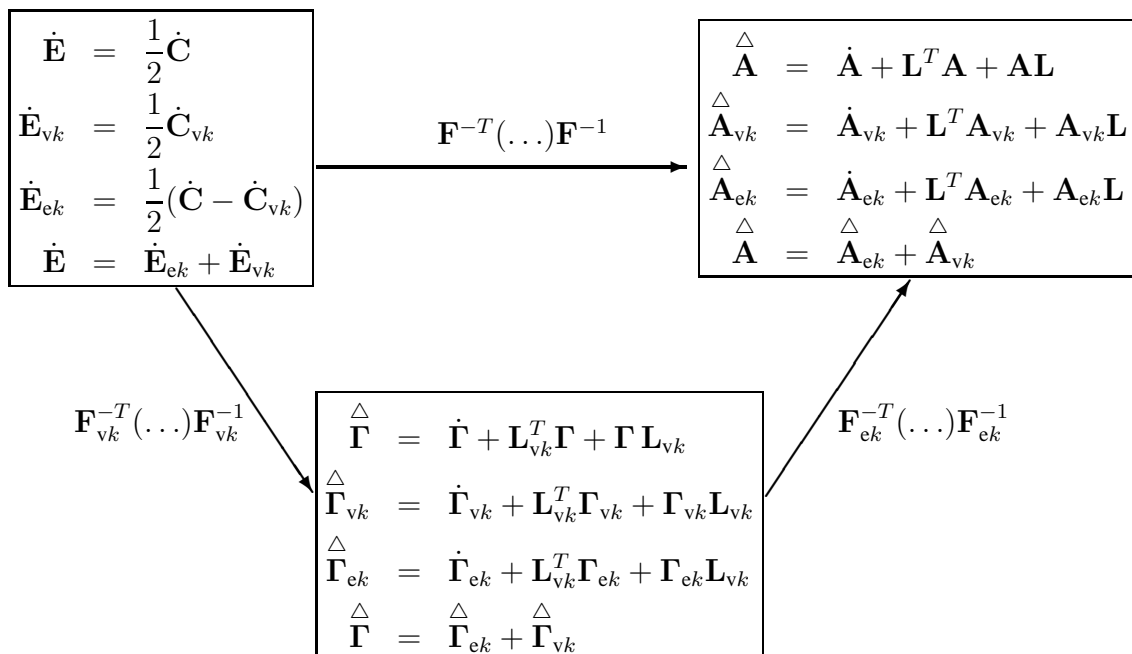 Ė = 1/2 Ċ
Ė_vk = 1/2 Ċ_vk
Ė_ek = 1/2 (Ċ − Ċ_vk)
Ė = Ė_ek + Ė_vk
F^−T(...)F^−1
A^△ = Ȧ + L^T A + AL
A^△_vk = Ȧ_vk + L^T A_vk + A_vk L
A^△_ek = Ȧ_ek + L^T A_ek + A_ek L
A^△ = A^△_ek + A^△_vk
F_vk^−T(...)F_vk^−1
F_ek^−T(...)F_ek^−1
Γ^△ = Γ̇ + L_vk^T Γ + Γ L_vk
Γ^△_vk = Γ̇_vk + L_vk^T Γ_vk + Γ_vk L_vk
Γ^△_ek = Γ̇_ek + L_vk^T Γ_ek + Γ_ek L_vk
Γ^△ = Γ^△_ek + Γ^△_vk